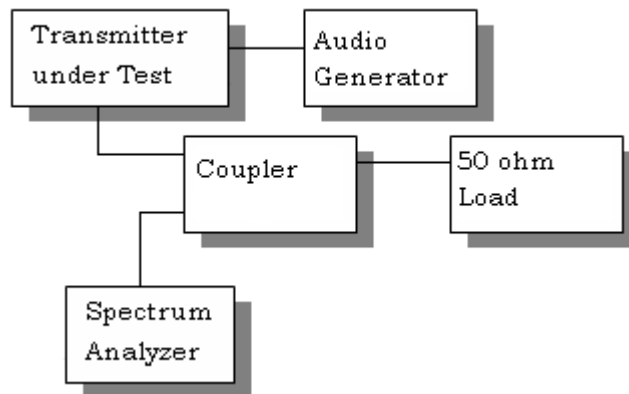 Transmitter
under Test
Audio
Generator
Coupler
50 ohm
Load
Spectrum
Analyzer